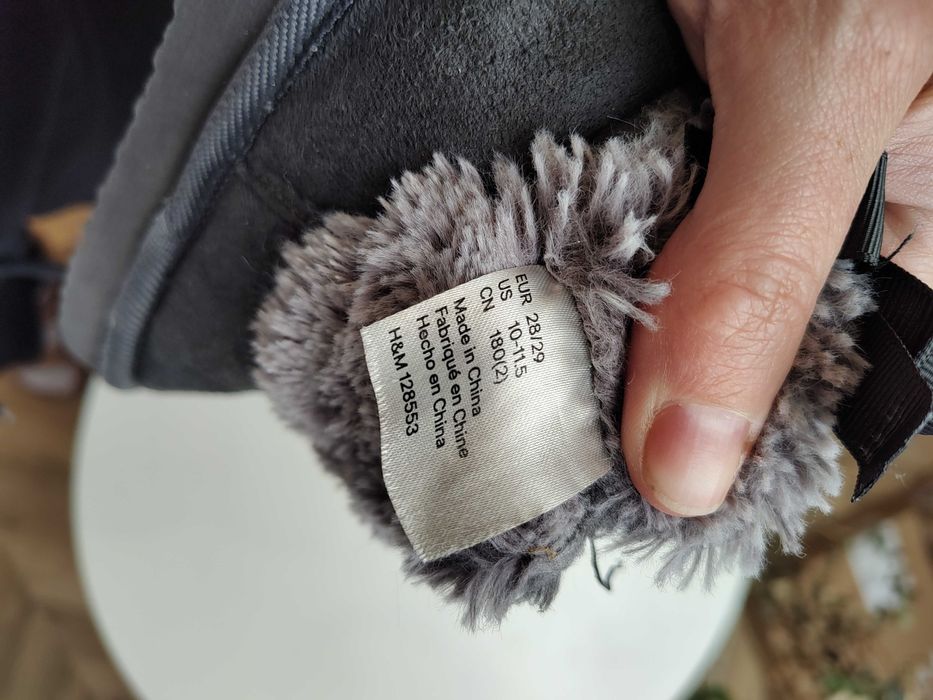 EUR 28/29
US 10-11.5
CN 180(2)
Made in China
Fabriqué en Chine
Hecho en China
H&M 128553